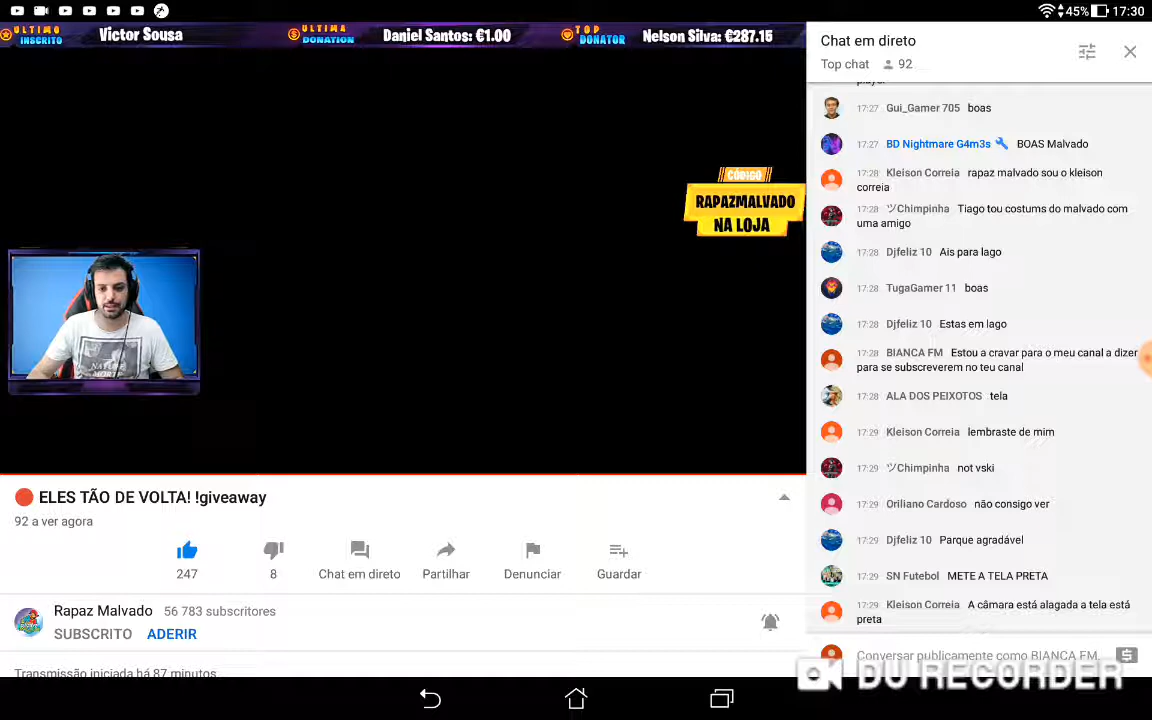 45% 17:30
ÚLTIMO INSCRITO Victor Sousa
ÚLTIMA DONATION Daniel Santos: €1.00
TOP DONATOR Nelson Silva: €287.15
CÓDIGO
RAPAZMALVADO
NA LOJA
ELES TÃO DE VOLTA! !giveaway
92 a ver agora
247
8
Chat em direto
Partilhar
Denunciar
Guardar
Rapaz Malvado 56 783 subscritores
SUBSCRITO ADERIR
Transmissão iniciada há 87 minutos
Chat em direto
Top chat 92
player
17:27 Gui_Gamer 705 boas
17:27 BD Nightmare G4m3s BOAS Malvado
17:28 Kleison Correia rapaz malvado sou o kleison
correia
17:28 ツChimpinha Tiago tou costums do malvado com
uma amigo
17:28 Djfeliz 10 Ais para lago
17:28 TugaGamer 11 boas
17:28 Djfeliz 10 Estas em lago
17:28 BIANCA FM Estou a cravar para o meu canal a dizer
para se subscreverem no teu canal
17:28 ALA DOS PEIXOTOS tela
17:29 Kleison Correia lembraste de mim
17:29 ツChimpinha not vski
17:29 Oriliano Cardoso não consigo ver
17:29 Djfeliz 10 Parque agradável
17:29 SN Futebol METE A TELA PRETA
17:29 Kleison Correia A câmara está alagada a tela está
preta
Conversar publicamente como BIANCA FM
DU RECORDER